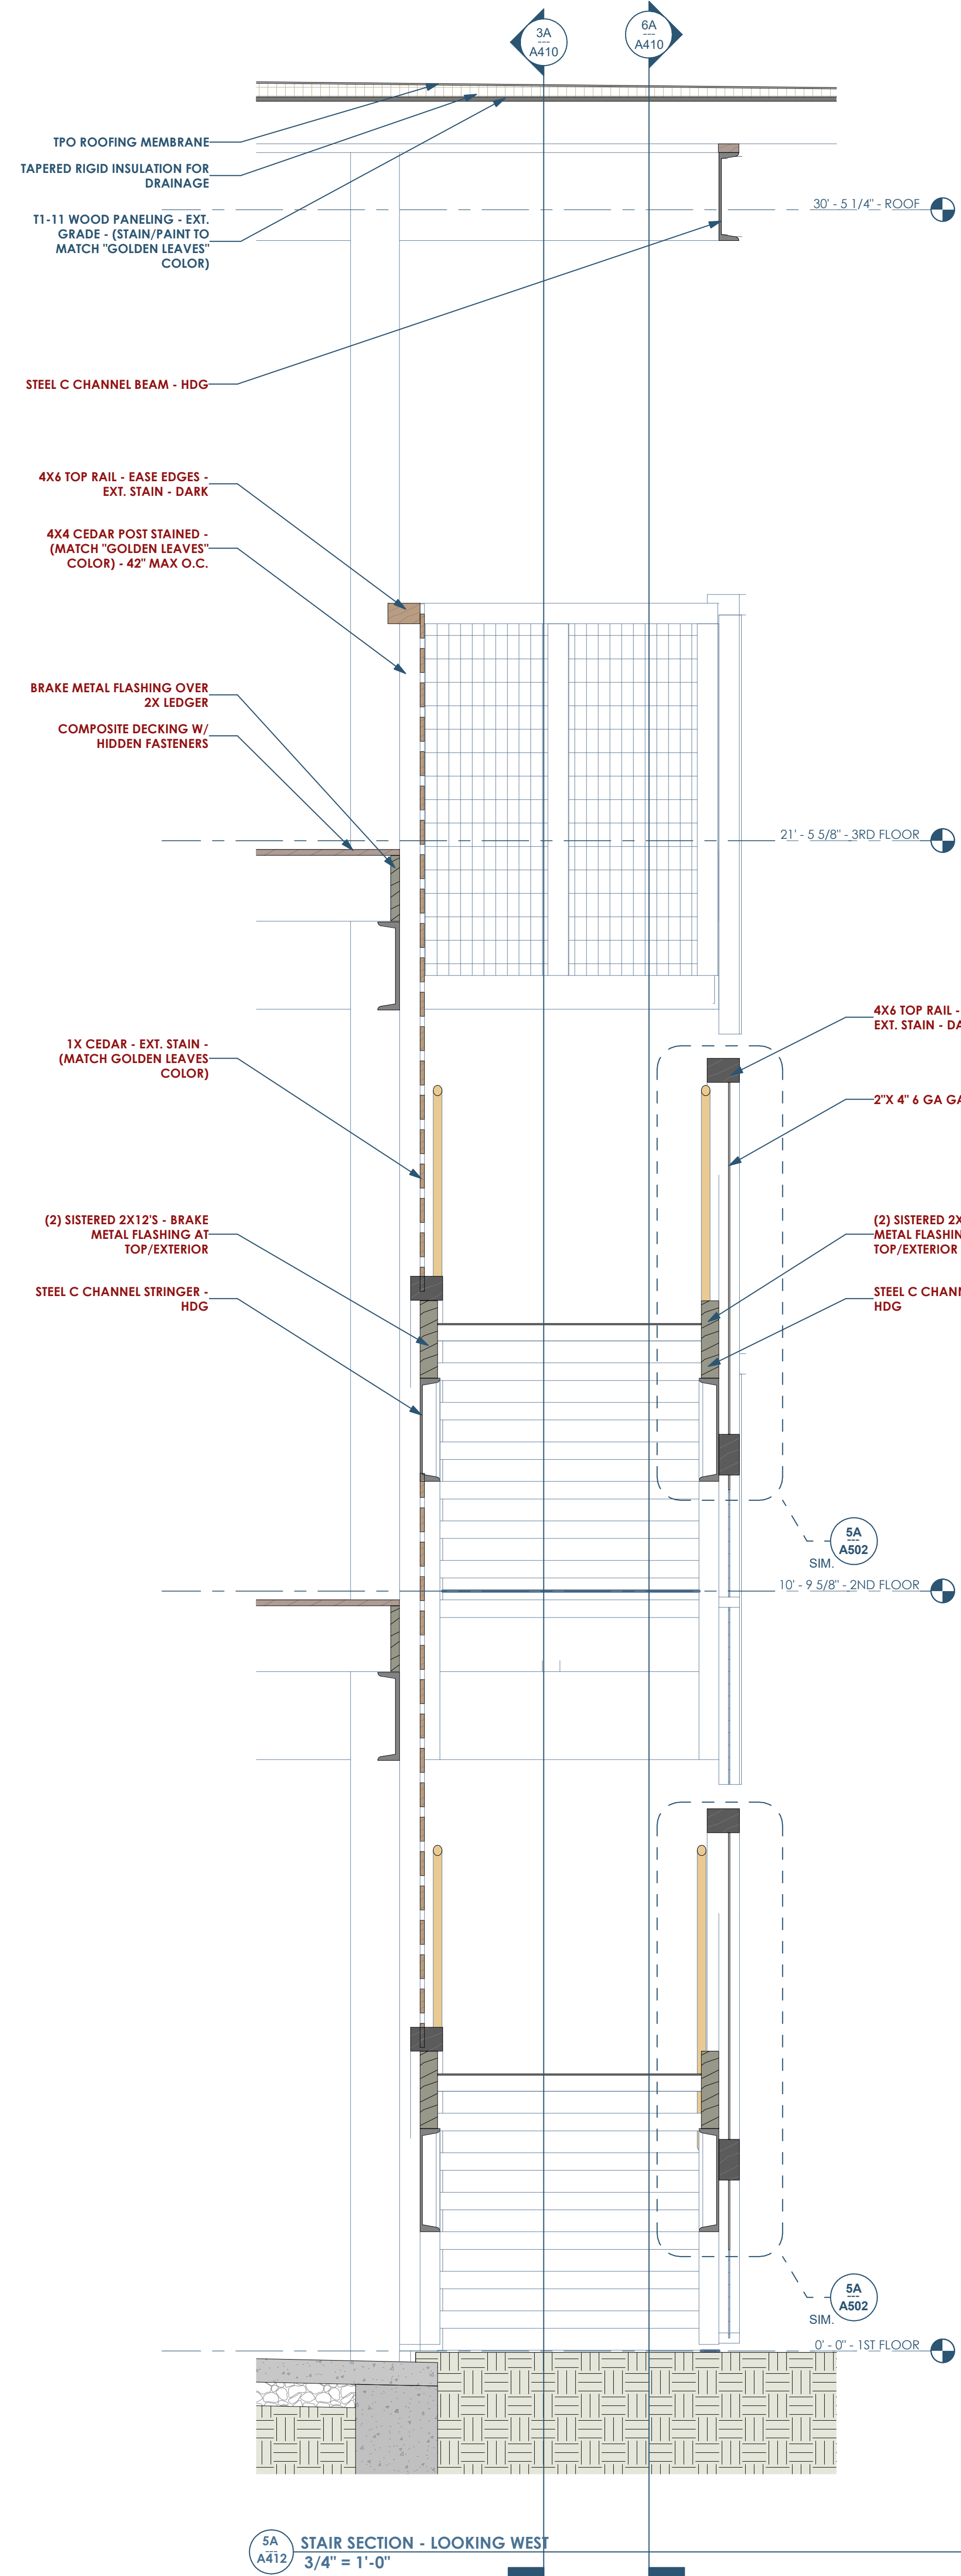 3A
---
A410
6A
---
A410
TPO ROOFING MEMBRANE
TAPERED RIGID INSULATION FOR
DRAINAGE
T1-11 WOOD PANELING - EXT.
GRADE - (STAIN/PAINT TO
MATCH "GOLDEN LEAVES"
COLOR)
30' - 5 1/4" - ROOF
STEEL C CHANNEL BEAM - HDG
4X6 TOP RAIL - EASE EDGES -
EXT. STAIN - DARK
4X4 CEDAR POST STAINED -
(MATCH "GOLDEN LEAVES"
COLOR) - 42" MAX O.C.
BRAKE METAL FLASHING OVER
2X LEDGER
COMPOSITE DECKING W/
HIDDEN FASTENERS
21' - 5 5/8" - 3RD FLOOR
4X6 TOP RAIL -
EXT. STAIN - DA
1X CEDAR - EXT. STAIN -
(MATCH GOLDEN LEAVES
COLOR)
2"X 4" 6 GA GA
(2) SISTERED 2X12'S - BRAKE
METAL FLASHING AT
TOP/EXTERIOR
(2) SISTERED 2X
METAL FLASHIN
TOP/EXTERIOR
STEEL C CHANNEL STRINGER -
HDG
STEEL C CHANN
HDG
5A
---
A502
SIM.
10' - 9 5/8" - 2ND FLOOR
5A
---
A502
SIM.
0' - 0" - 1ST FLOOR
5A
---
A412
STAIR SECTION - LOOKING WEST
3/4" = 1'-0"